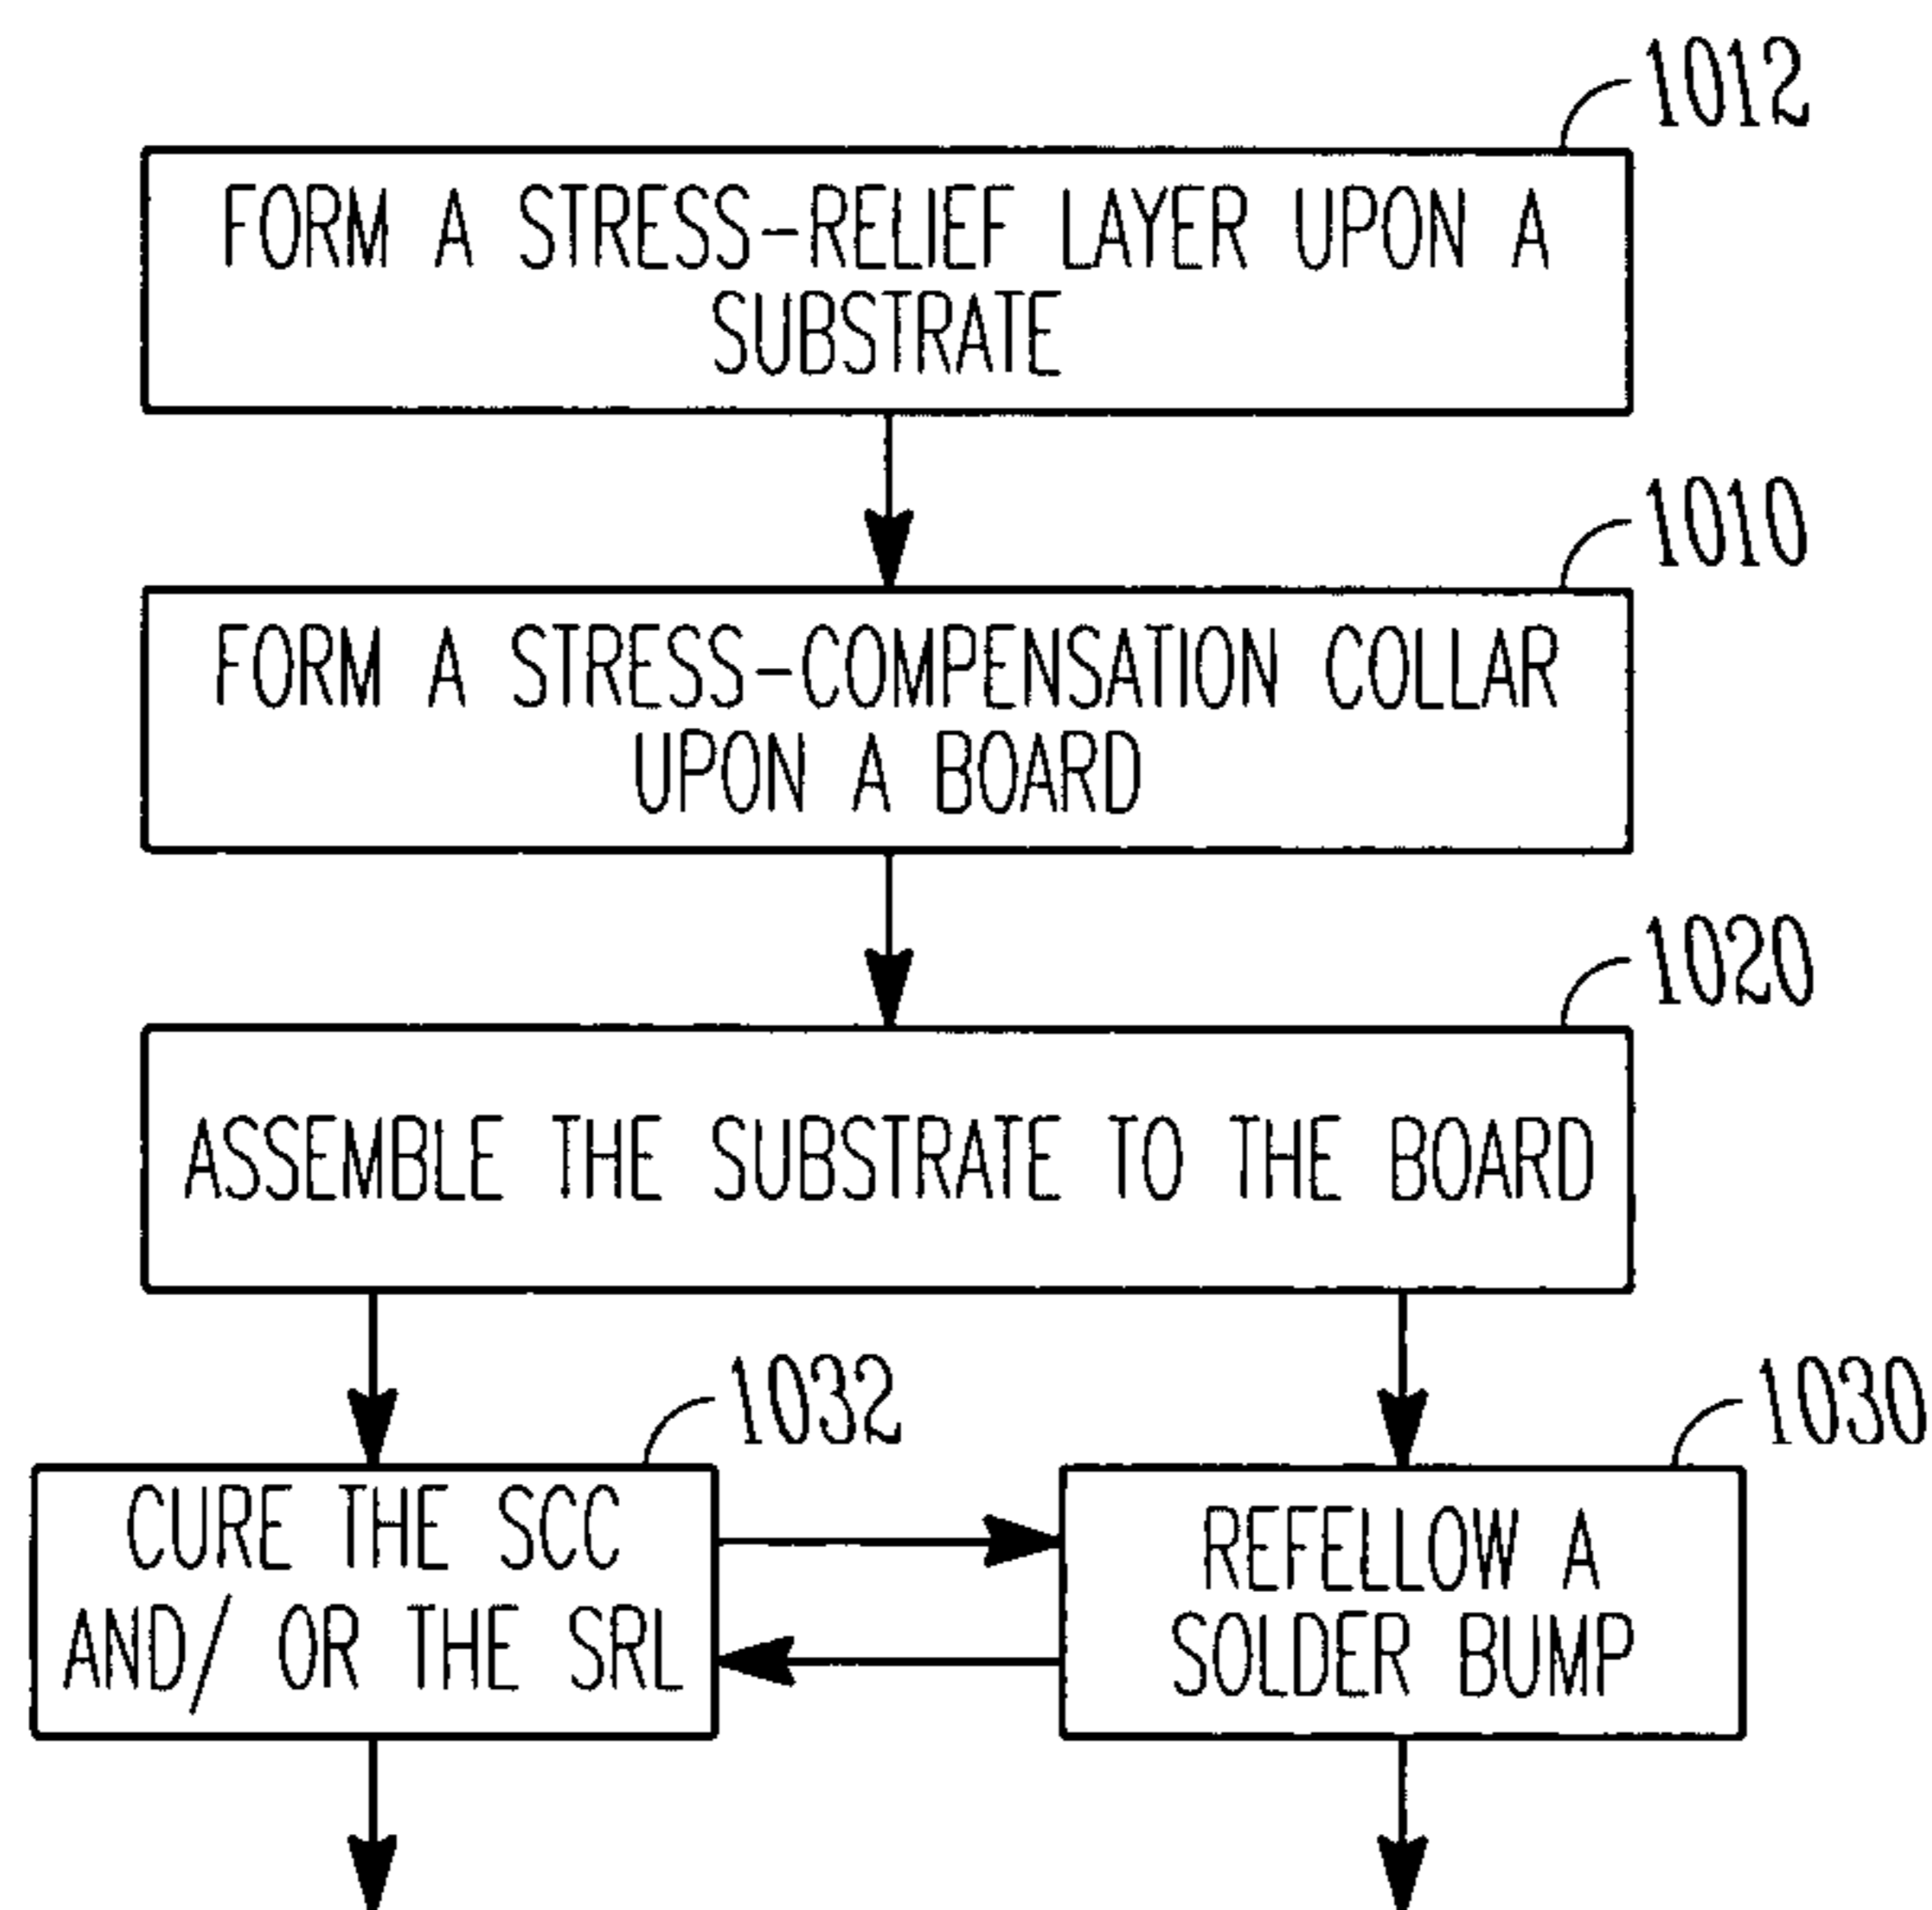 1012
FORM A STRESS-RELIEF LAYER UPON A
SUBSTRATE
1010
FORM A STRESS-COMPENSATION COLLAR
UPON A BOARD
1020
ASSEMBLE THE SUBSTRATE TO THE BOARD
1032
CURE THE SCC
AND/ OR THE SRL
1030
REFELLOW A
SOLDER BUMP